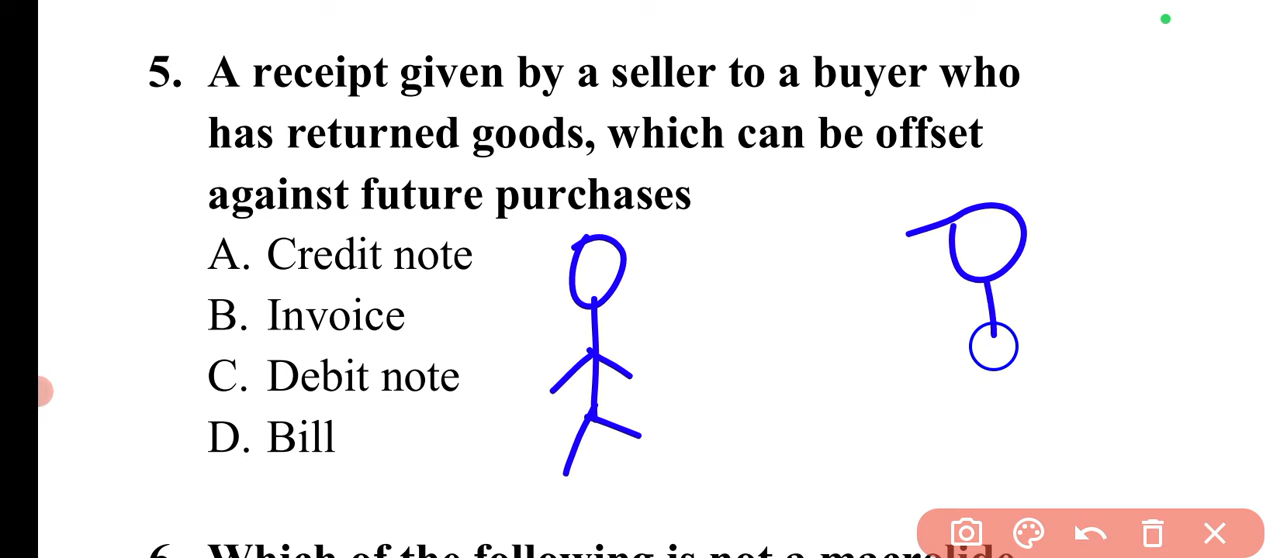 5. A receipt given by a seller to a buyer who
has returned goods, which can be offset
against future purchases
A. Credit note
B. Invoice
C. Debit note
D. Bill
6. Which of the following is not a macrolide